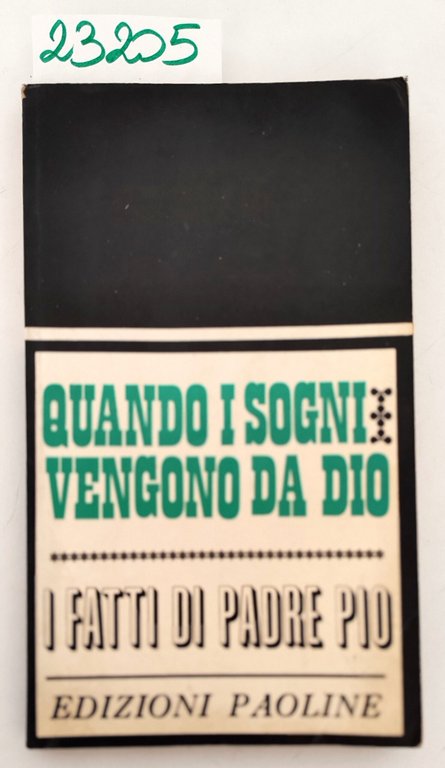 23205
QUANDO I SOGNI
VENGONO DA DIO
I FATTI DI PADRE PIO
EDIZIONI PAOLINE